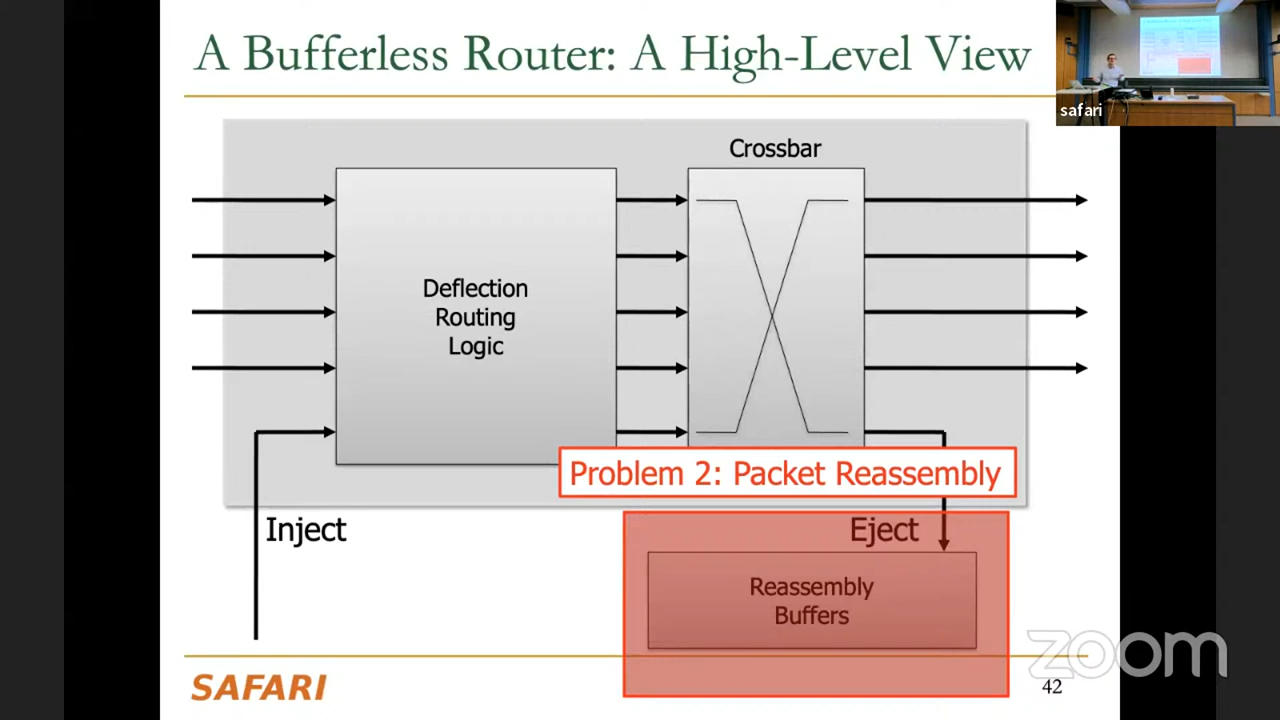 A Bufferless Router: A High-Level View
safari
Crossbar
Deflection
Routing
Logic
Problem 2: Packet Reassembly
Inject
Eject
Reassembly
Buffers
SAFARI
zoom
42